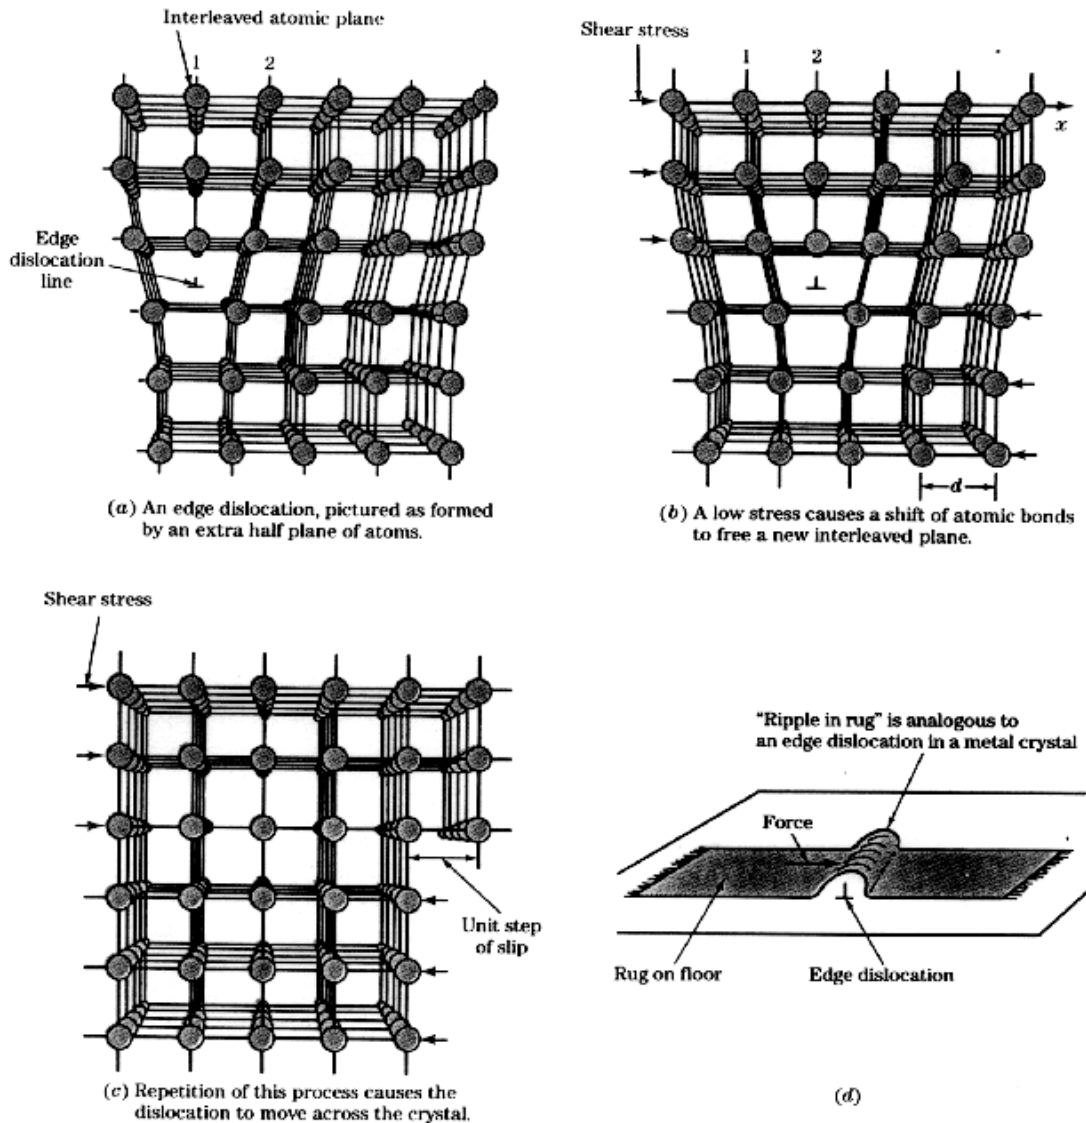 Interleaved atomic plane
1 2
Edge
dislocation
line
(a) An edge dislocation, pictured as formed
by an extra half plane of atoms.
Shear stress
1 2
x
d
(b) A low stress causes a shift of atomic bonds
to free a new interleaved plane.
Shear stress
Unit step
of slip
(c) Repetition of this process causes the
dislocation to move across the crystal.
"Ripple in rug" is analogous to
an edge dislocation in a metal crystal
Force
Rug on floor
Edge dislocation
(d)